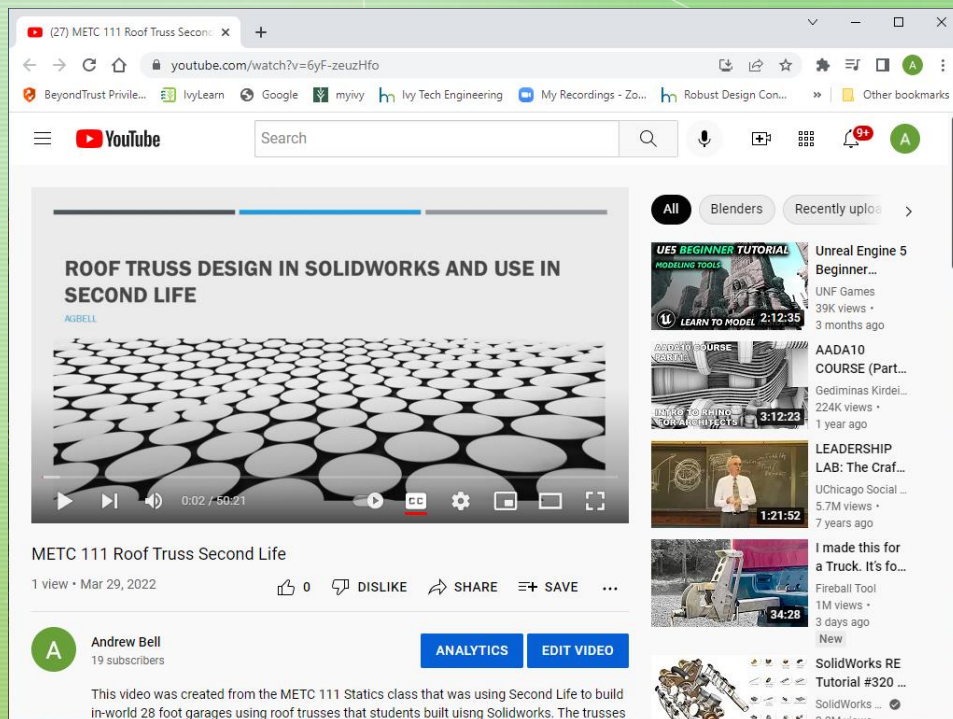 (27) METC 111 Roof Truss Second
youtube.com/watch?v=6yF-zeuzHfo
A
BeyondTrust Privile... IvyLearn Google myivy Ivy Tech Engineering My Recordings - Zo... Robust Design Con... » Other bookmarks
YouTube
Search
9+
A
ROOF TRUSS DESIGN IN SOLIDWORKS AND USE IN
SECOND LIFE
AGBELL
0:02 / 50:21
CC
METC 111 Roof Truss Second Life
1 view • Mar 29, 2022
0 DISLIKE SHARE SAVE ...
A
Andrew Bell
19 subscribers
ANALYTICS
EDIT VIDEO
This video was created from the METC 111 Statics class that was using Second Life to build
in-world 28 foot garages using roof trusses that students built uisng Solidworks. The trusses
All Blenders Recently uploa
UE5 BEGINNER TUTORIAL
MODELING TOOLS
LEARN TO MODEL
2:12:35
Unreal Engine 5
Beginner...
UNF Games
39K views •
3 months ago
AADA10 COURSE
PART1:
INTRO TO RHINO
FOR ARCHITECTS
3:12:23
AADA10
COURSE (Part...
Gediminas Kirdei...
224K views •
1 year ago
1:21:52
LEADERSHIP
LAB: The Craf...
UChicago Social ...
5.7M views •
7 years ago
34:28
I made this for
a Truck. It's fo...
Fireball Tool
1M views •
3 days ago
New
SolidWorks RE
Tutorial #320 ...
SolidWorks ...